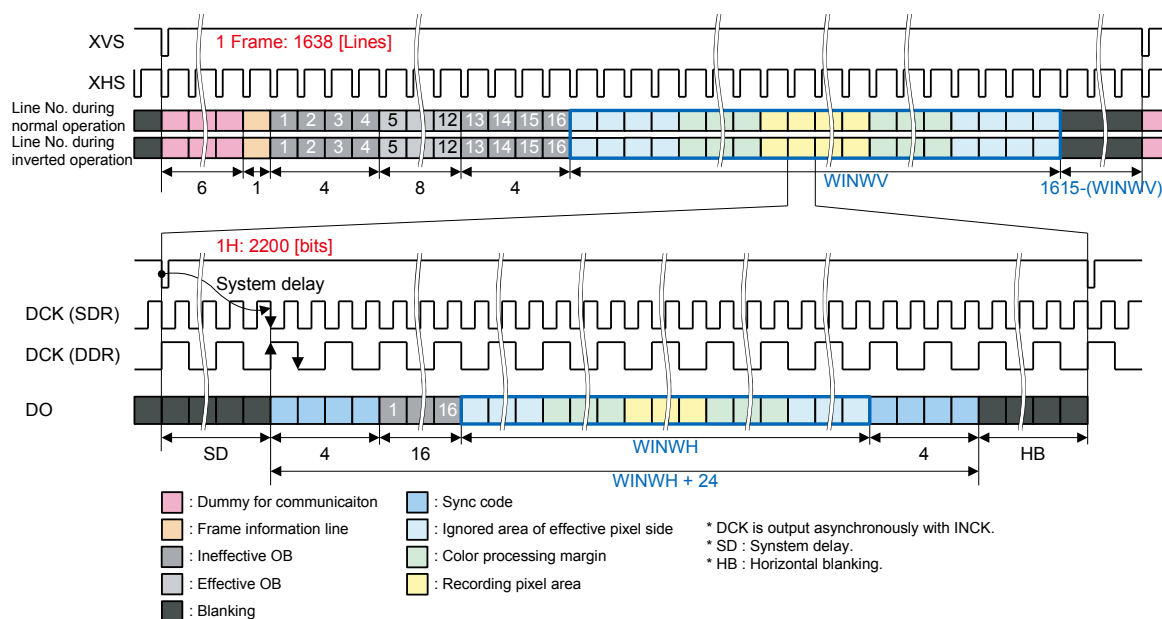 XVS
1 Frame: 1638 [Lines]
XHS
Line No. during
normal operation
1 2 3 4 5 12 13 14 15 16
Line No. during
inverted operation
1 2 3 4 5 12 13 14 15 16
6 1 4 8 4 WINWV 1615-(WINWV)
1H: 2200 [bits]
System delay
DCK (SDR)
DCK (DDR)
DO
1 16
SD 4 16 WINWH 4 HB
WINWH + 24
: Dummy for communicaiton
: Frame information line
: Ineffective OB
: Effective OB
: Blanking
: Sync code
: Ignored area of effective pixel side
: Color processing margin
: Recording pixel area
* DCK is output asynchronously with INCK.
* SD : Synstem delay.
* HB : Horizontal blanking.